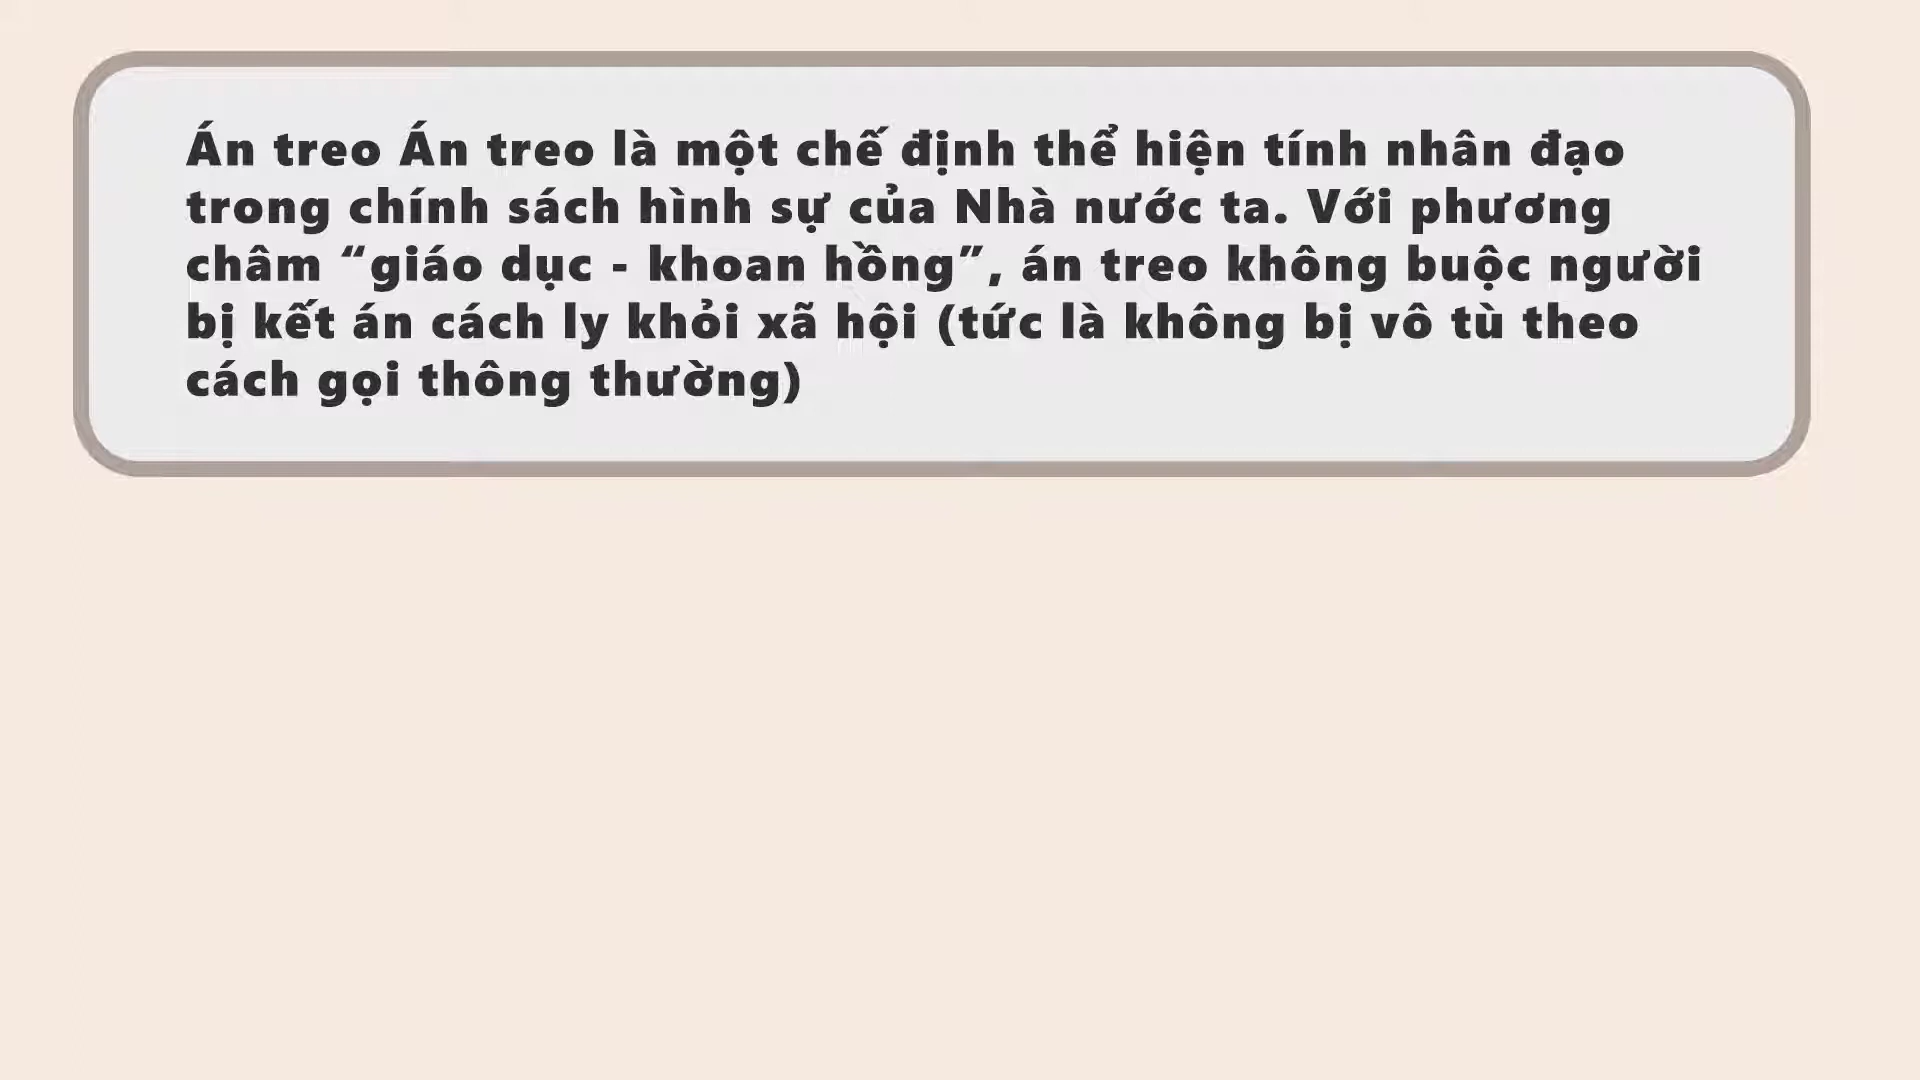 Án treo Án treo là một chế định thể hiện tính nhân đạo
trong chính sách hình sự của Nhà nước ta. Với phương
châm “giáo dục - khoan hồng”, án treo không buộc người
bị kết án cách ly khỏi xã hội (tức là không bị vô tù theo
cách gọi thông thường)